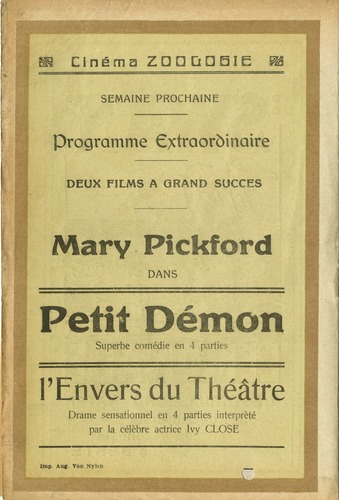 Cinéma ZOOLOGIE
SEMAINE PROCHAINE
Programme Extraordinaire
DEUX FILMS A GRAND SUCCES
Mary Pickford
DANS
Petit Démon
Superbe comédie en 4 parties
l'Envers du Théâtre
Drame sensationnel en 4 parties interprèté
par la célèbre actrice Ivy CLOSE
Imp. Aug. Van Nylen